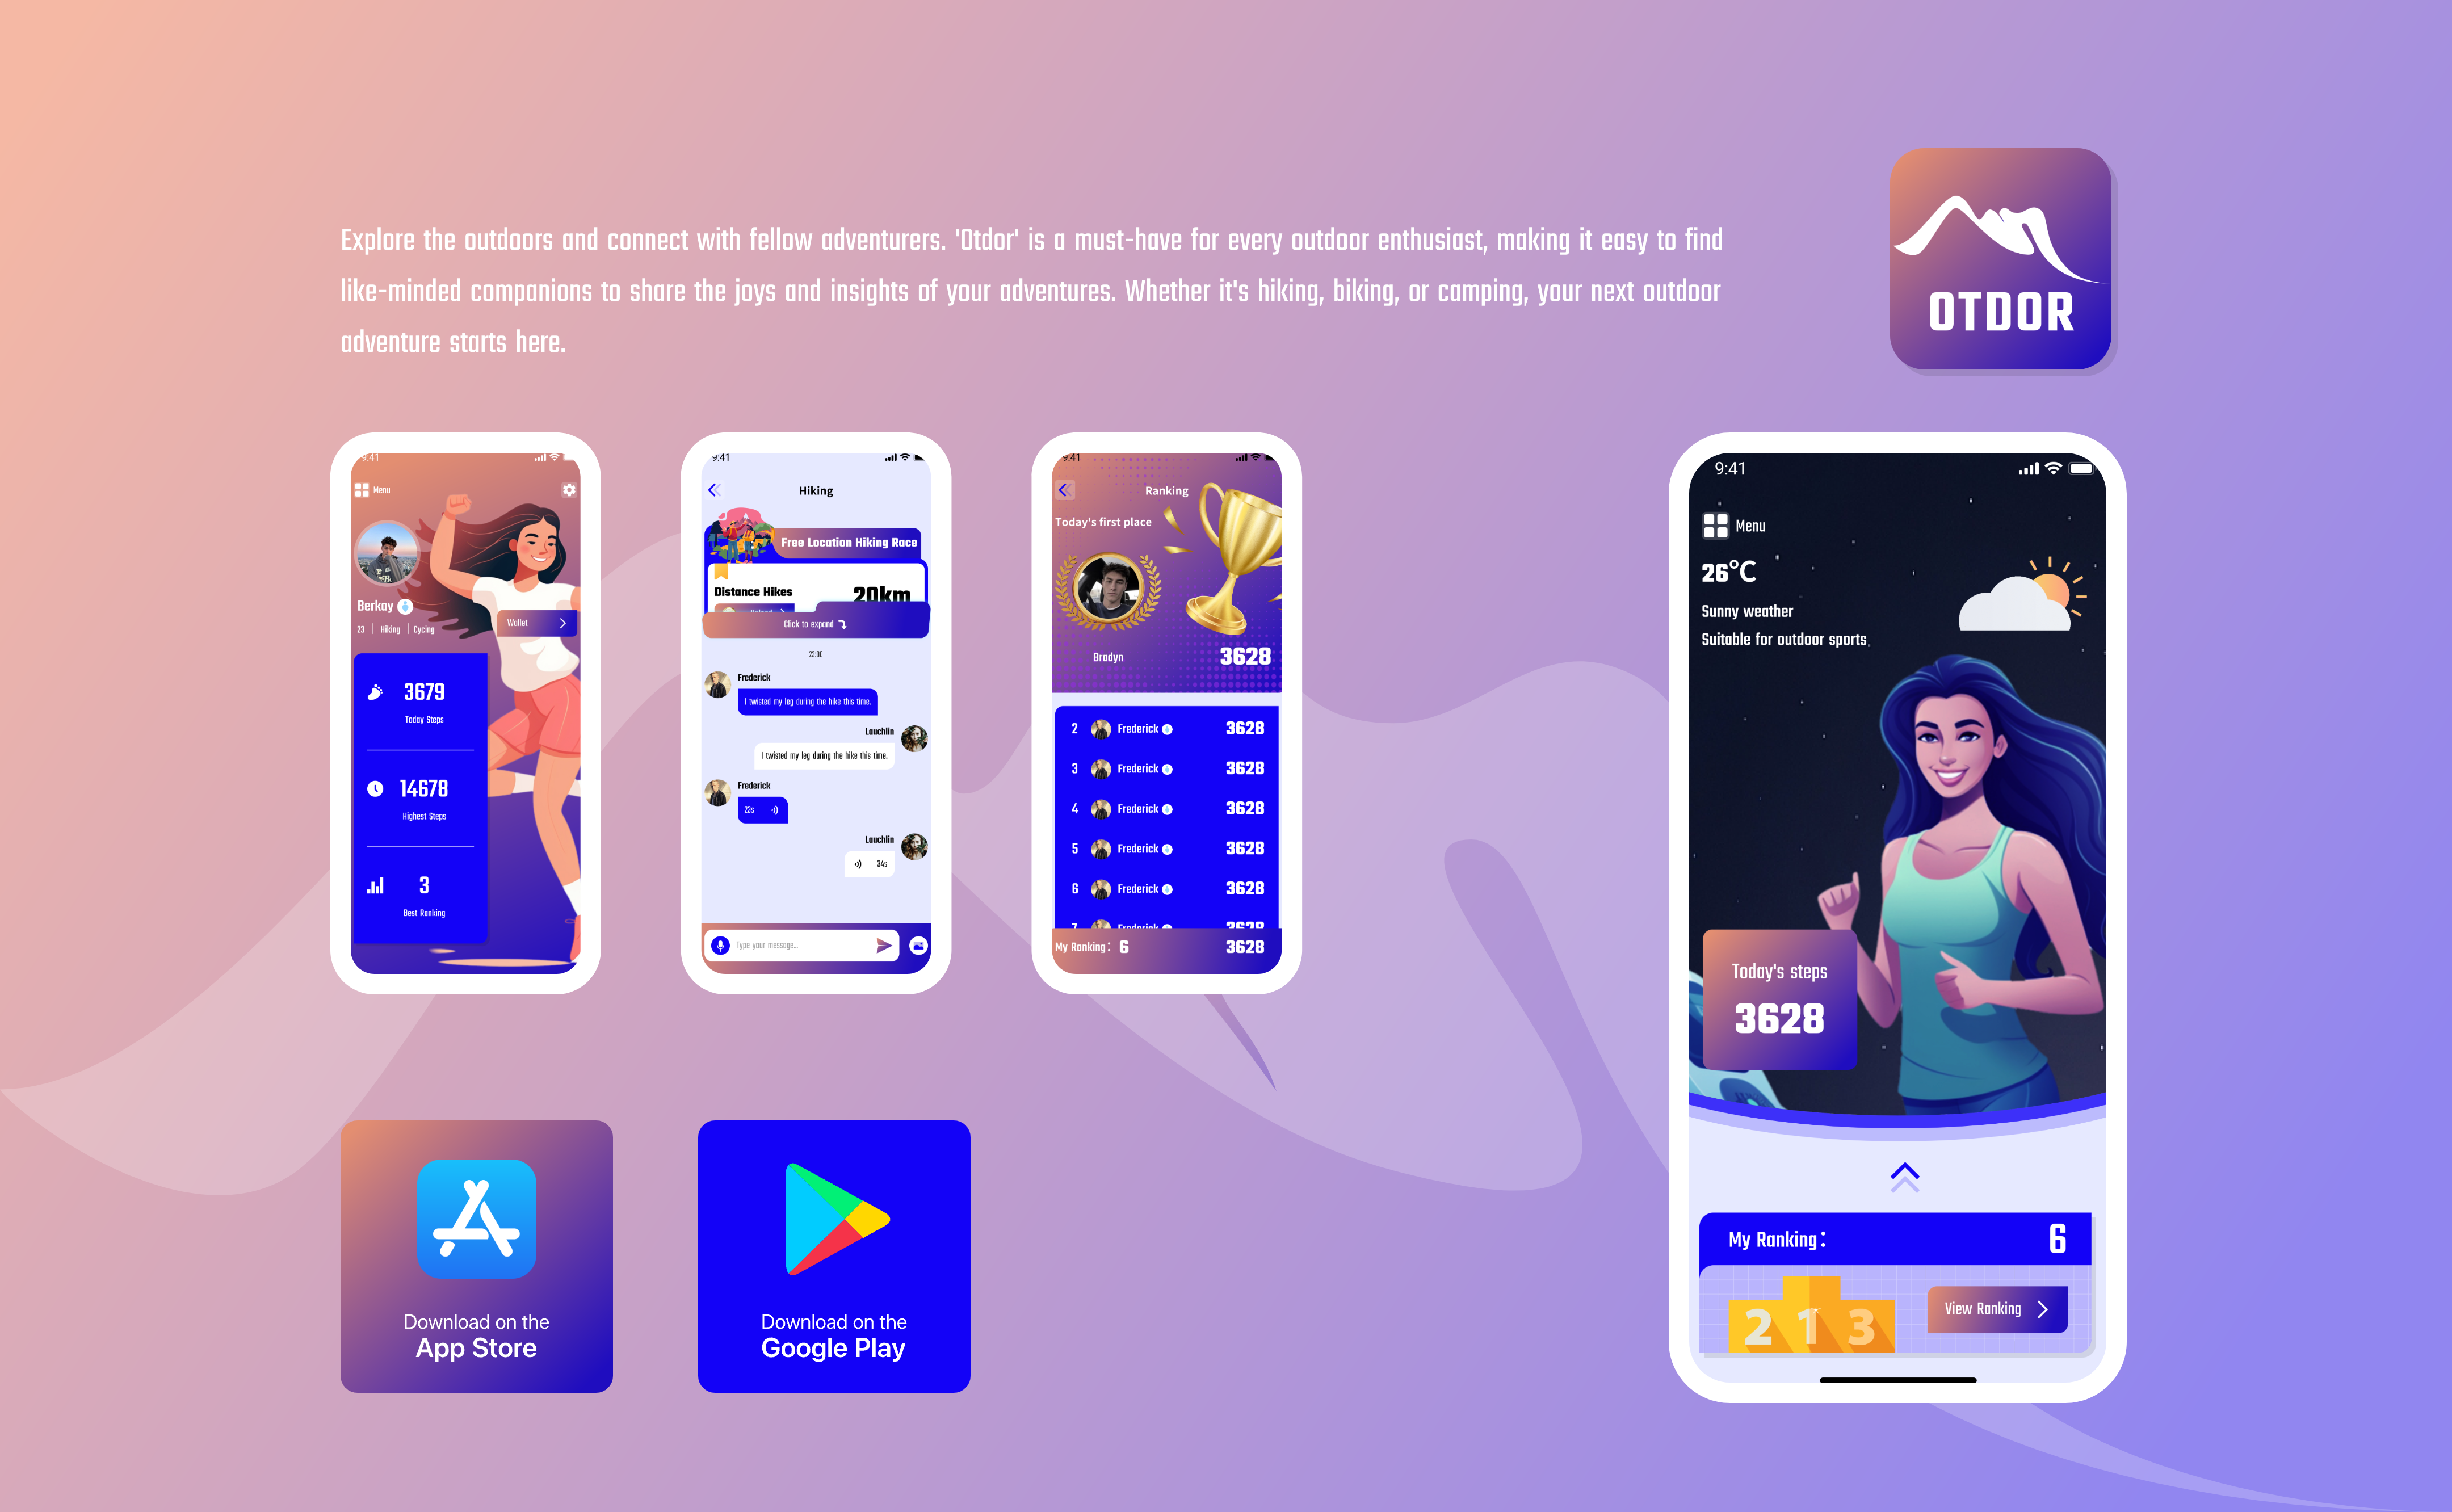 Explore the outdoors and connect with fellow adventurers. 'Otdor' is a must-have for every outdoor enthusiast, making it easy to find
like-minded companions to share the joys and insights of your adventures. Whether it's hiking, biking, or camping, your next outdoor
adventure starts here.
OTDOR
9:41
Menu
Berkay
23 | Hiking | Cycing
Wallet
3679
Today Steps
14678
Highest Steps
3
Best Ranking
9:41
Hiking
Free Location Hiking Race
Distance Hikes
20km
Click to expand
23:00
Frederick
I twisted my leg during the hike this time.
Lauchlin
I twisted my leg during the hike this time.
Frederick
23s
Lauchlin
34s
Type your message...
9:41
Ranking
Today's first place
Bradyn
3628
2 Frederick 3628
3 Frederick 3628
4 Frederick 3628
5 Frederick 3628
6 Frederick 3628
7 Frederick 3628
My Ranking: 6 3628
9:41
Menu
26°C
Sunny weather
Suitable for outdoor sports
Today's steps
3628
My Ranking: 6
2 1 3
View Ranking
Download on the
App Store
Download on the
Google Play